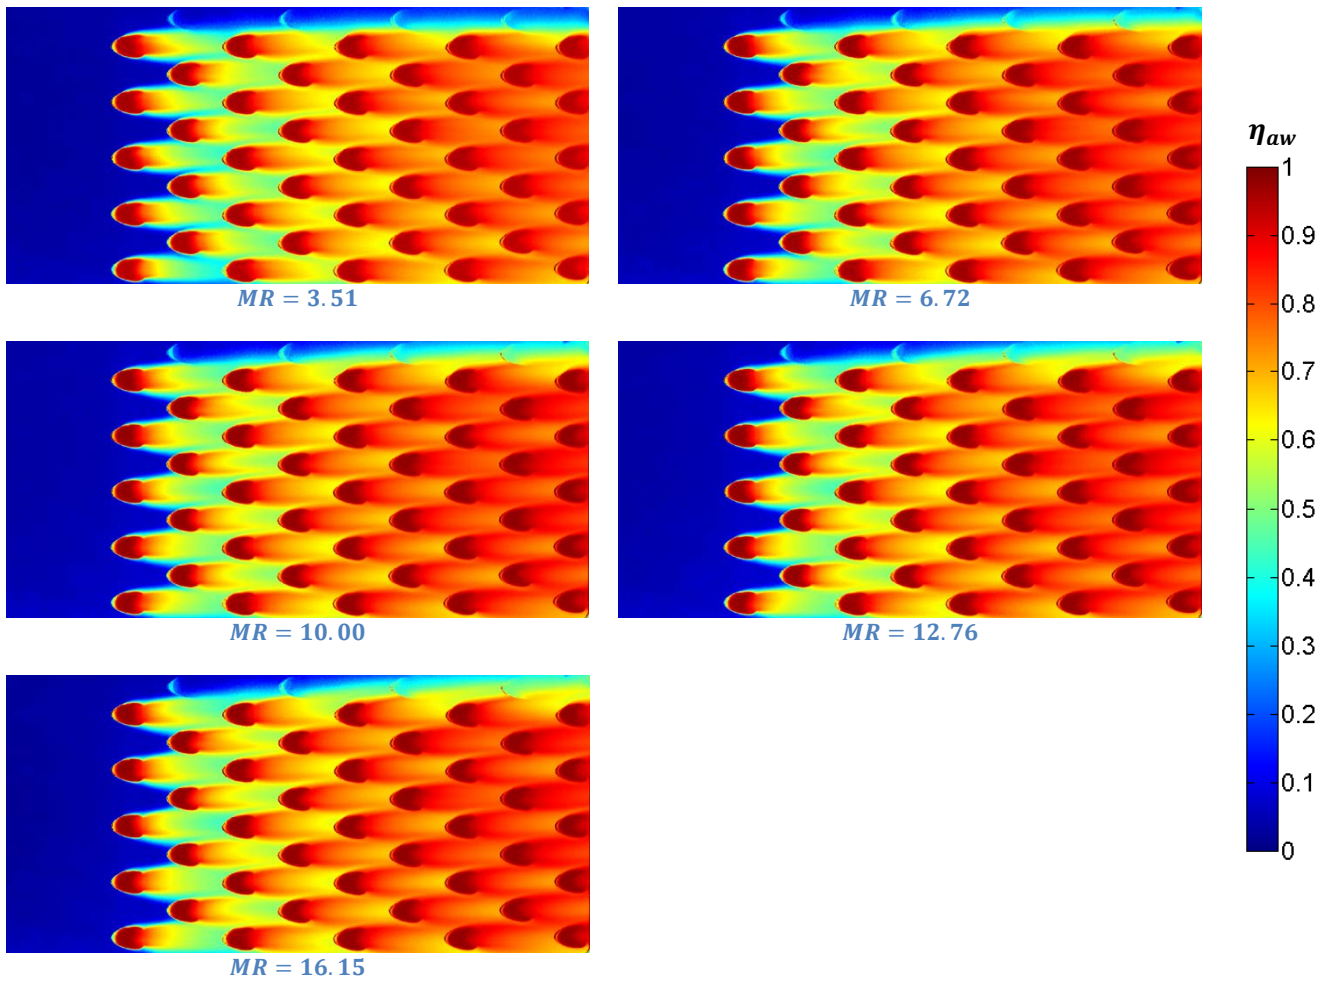 η_aw
1
0.9
0.8
0.7
0.6
0.5
0.4
0.3
0.2
0.1
0
MR = 3.51
MR = 6.72
MR = 10.00
MR = 12.76
MR = 16.15